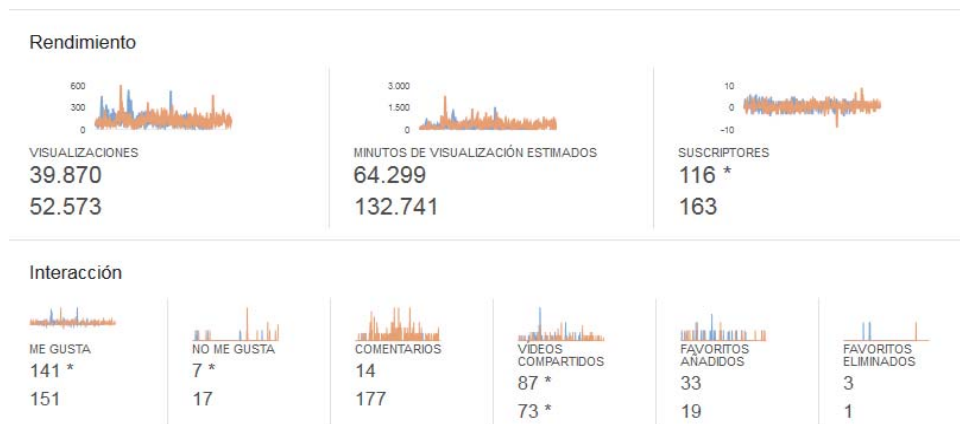 Rendimiento
600
300
0
3.000
1.500
0
10
0
-10
VISUALIZACIONES
39.870
52.573
MINUTOS DE VISUALIZACIÓN ESTIMADOS
64.299
132.741
SUSCRIPTORES
116 *
163
Interacción
ME GUSTA
141 *
151
NO ME GUSTA
7 *
17
COMENTARIOS
14
177
VÍDEOS
COMPARTIDOS
87 *
73 *
FAVORITOS
AÑADIDOS
33
19
FAVORITOS
ELIMINADOS
3
1